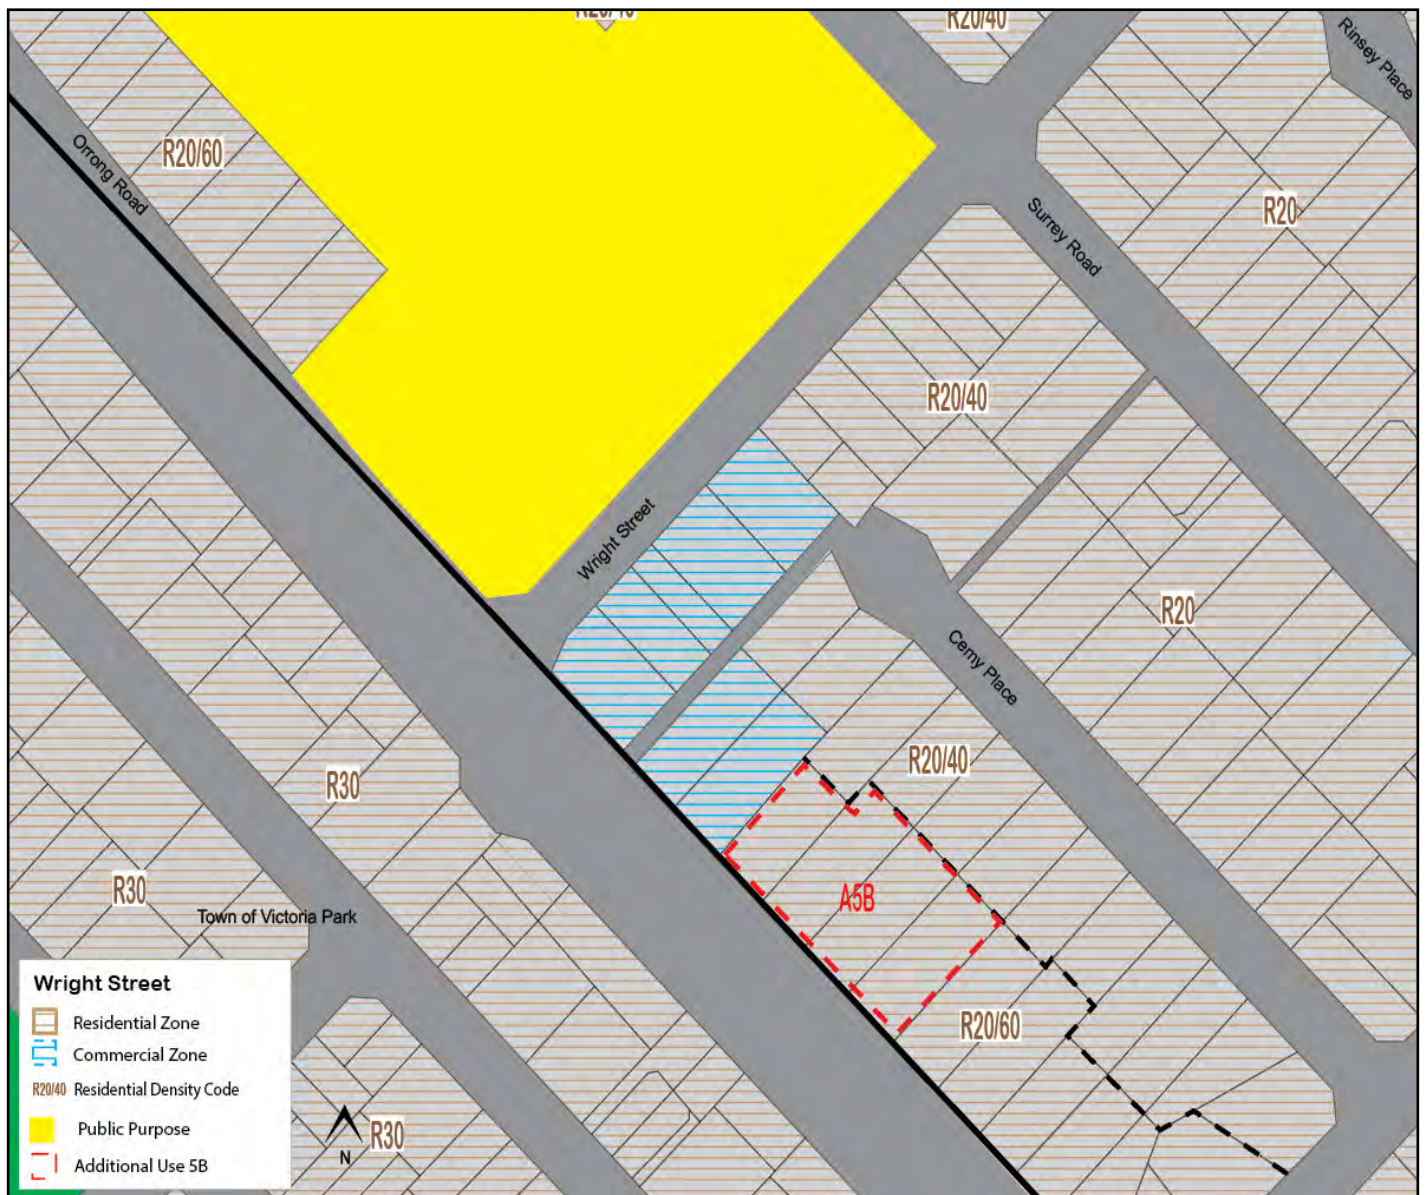 R20/40
R20/40
Rinsey Place
Orrong Road
R20/60
R20
Surrey Road
R20/40
Wright Street
R20
Cerny Place
R20/40
R30
R30
A5B
Town of Victoria Park
R20/60
Wright Street
Residential Zone
Commercial Zone
R20/40 Residential Density Code
Public Purpose
Additional Use 5B
R30
N